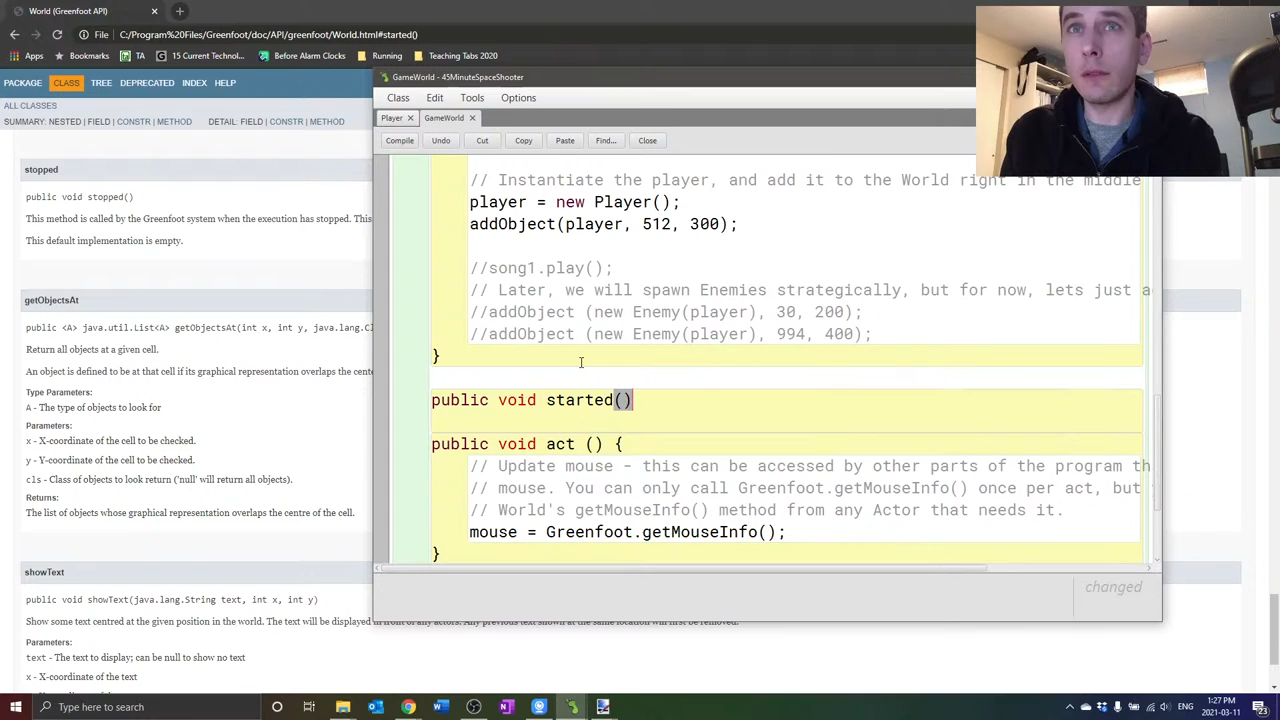 World (Greenfoot API)
File C:/Program%20Files/Greenfoot/doc/API/greenfoot/World.html#started()
Apps Bookmarks TA 15 Current Technol... Before Alarm Clocks Running Teaching Tabs 2020
PACKAGE CLASS TREE DEPRECATED INDEX HELP
ALL CLASSES
SUMMARY: NESTED | FIELD | CONSTR | METHOD DETAIL: FIELD | CONSTR | METHOD
stopped
public void stopped()
This method is called by the Greenfoot system when the execution has stopped. This
This default implementation is empty.
getObjectsAt
public <A> java.util.List<A> getObjectsAt(int x, int y, java.lang.Cl
Return all objects at a given cell.
An object is defined to be at that cell if its graphical representation overlaps the cente
Type Parameters:
A - The type of objects to look for
Parameters:
x - X-coordinate of the cell to be checked.
y - Y-coordinate of the cell to be checked.
cls - Class of objects to look return ('null' will return all objects).
Returns:
The list of objects whose graphical representation overlaps the centre of the cell.
showText
public void showText(java.lang.String text, int x, int y)
Show some text centred at the given position in the world. The text will be displayed in front of any actors. Any previous text shown at the same location will first be removed.
Parameters:
text - The text to display; can be null to show no text
x - X-coordinate of the text
GameWorld - 45MinuteSpaceShooter
Class Edit Tools Options
Player GameWorld
Compile Undo Cut Copy Paste Find... Close
// Instantiate the player, and add it to the World right in the middle
player = new Player();
addObject(player, 512, 300);
//song1.play();
// Later, we will spawn Enemies strategically, but for now, lets just a
//addObject (new Enemy(player), 30, 200);
//addObject (new Enemy(player), 994, 400);
}
public void started()
public void act () {
// Update mouse - this can be accessed by other parts of the program th
// mouse. You can only call Greenfoot.getMouseInfo() once per act, but
// World's getMouseInfo() method from any Actor that needs it.
mouse = Greenfoot.getMouseInfo();
}
changed
Type here to search
ENG
1:27 PM
2021-03-11
23